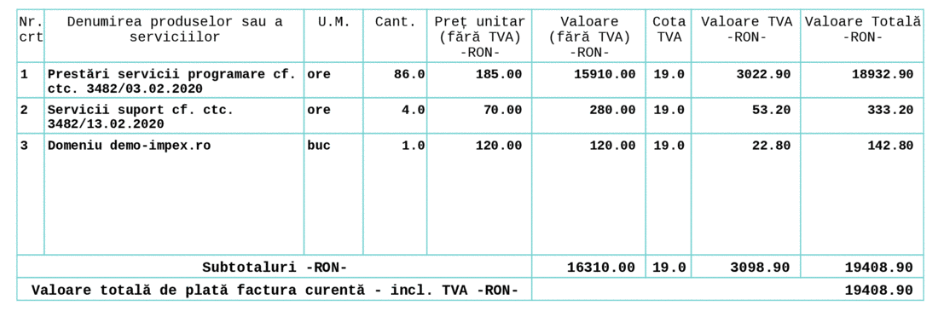 Nr. crt
Denumirea produselor sau a serviciilor
U.M.
Cant.
Preț unitar (fără TVA) -RON-
Valoare (fără TVA) -RON-
Cota TVA
Valoare TVA -RON-
Valoare Totală -RON-
1 Prestări servicii programare cf. ore 86.0 185.00 15910.00 19.0 3022.90 18932.90
ctc. 3482/03.02.2020
2 Servicii suport cf. ctc. ore 4.0 70.00 280.00 19.0 53.20 333.20
3482/13.02.2020
3 Domeniu demo-impex.ro buc 1.0 120.00 120.00 19.0 22.80 142.80
Subtotaluri -RON- 16310.00 19.0 3098.90 19408.90
Valoare totală de plată factura curentă - incl. TVA -RON- 19408.90